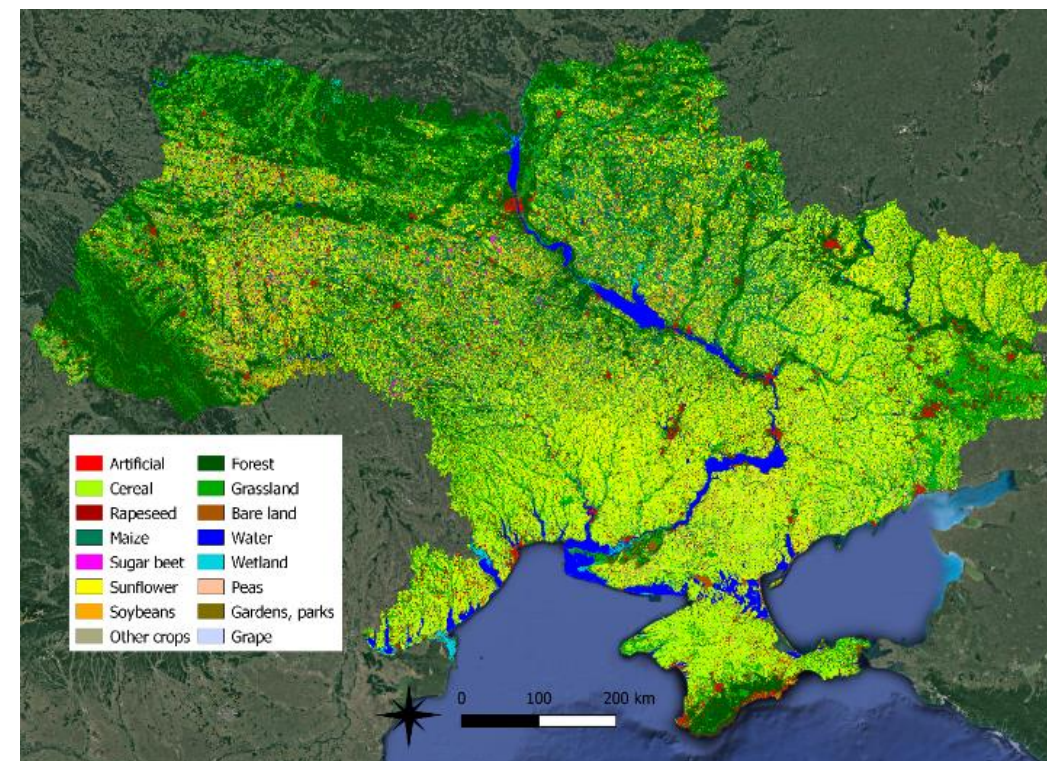 Artificial
Forest
Cereal
Grassland
Rapeseed
Bare land
Maize
Water
Sugar beet
Wetland
Sunflower
Peas
Soybeans
Gardens, parks
Other crops
Grape
0 100 200 km